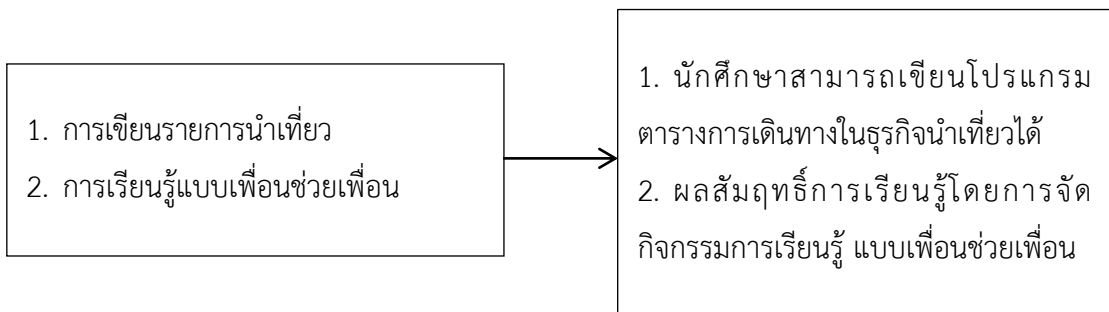 1. การเขียนรายการนำเที่ยว
2. การเรียนรู้แบบเพื่อนช่วยเพื่อน
1. นักศึกษาสามารถเขียนโปรแกรม
ตารางการเดินทางในธุรกิจนำเที่ยวได้
2. ผลสัมฤทธิ์การเรียนรู้โดยการจัด
กิจกรรมการเรียนรู้ แบบเพื่อนช่วยเพื่อน